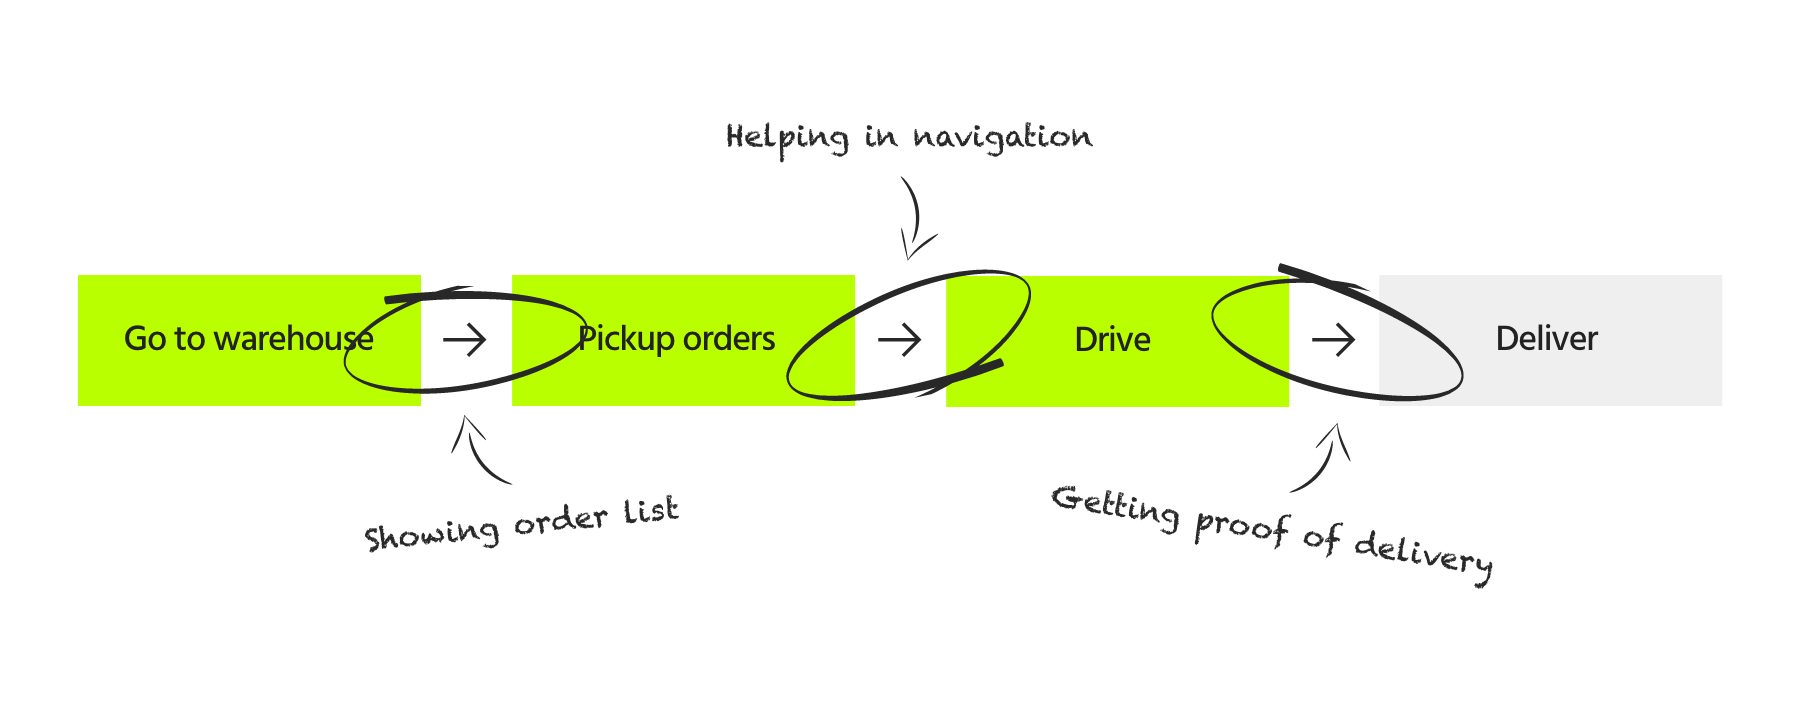 Helping in navigation
Go to warehouse
Pickup orders
Drive
Deliver
Showing order list
Getting proof of delivery